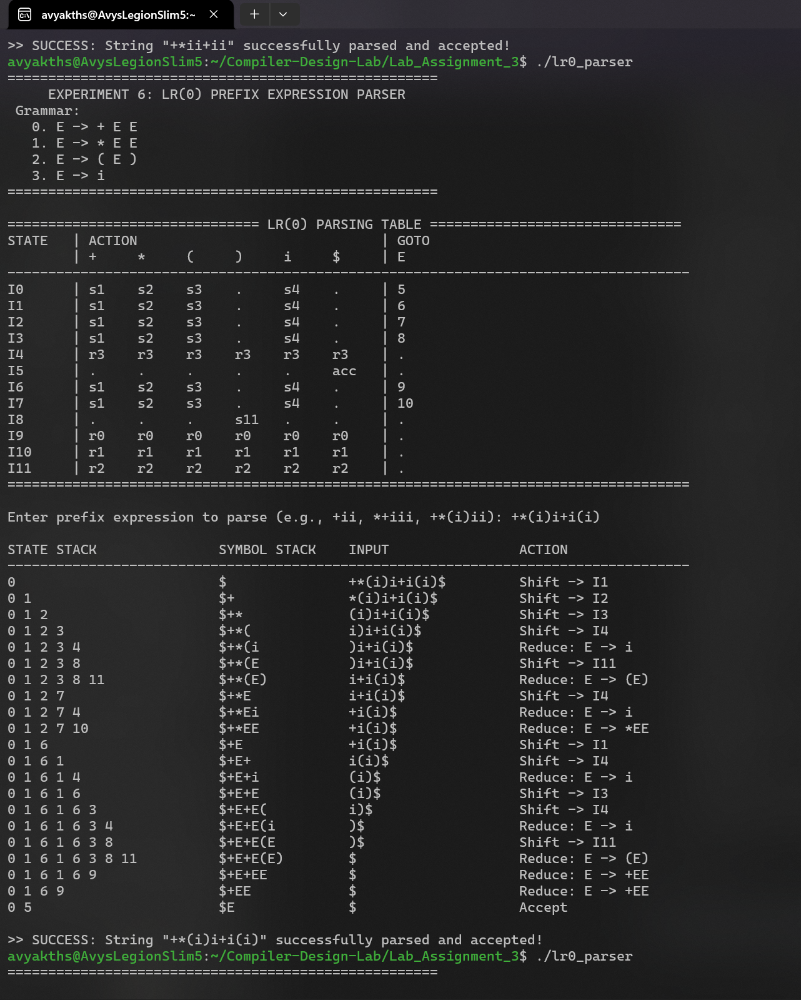 avyakths@AvysLegionSlim5:~
>> SUCCESS: String "+*ii+ii" successfully parsed and accepted!
avyakths@AvysLegionSlim5:~/Compiler-Design-Lab/Lab_Assignment_3$ ./lr0_parser
=====================================================
     EXPERIMENT 6: LR(0) PREFIX EXPRESSION PARSER
 Grammar:
   0. E -> + E E
   1. E -> * E E
   2. E -> ( E )
   3. E -> i
=====================================================

=============================== LR(0) PARSING TABLE ===============================
STATE   | ACTION                              | GOTO
        | +     *     (     )     i     $     | E
------------------------------------------------------------------------------------
I0      | s1    s2    s3    .     s4    .     | 5
I1      | s1    s2    s3    .     s4    .     | 6
I2      | s1    s2    s3    .     s4    .     | 7
I3      | s1    s2    s3    .     s4    .     | 8
I4      | r3    r3    r3    r3    r3    r3    | .
I5      | .     .     .     .     .     acc   | .
I6      | s1    s2    s3    .     s4    .     | 9
I7      | s1    s2    s3    .     s4    .     | 10
I8      | .     .     .     s11   .     .     | .
I9      | r0    r0    r0    r0    r0    r0    | .
I10     | r1    r1    r1    r1    r1    r1    | .
I11     | r2    r2    r2    r2    r2    r2    | .
====================================================================================

Enter prefix expression to parse (e.g., +ii, *+iii, +*(i)ii): +*(i)i+i(i)

STATE STACK               SYMBOL STACK    INPUT                ACTION
------------------------------------------------------------------------------------
0                         $               +*(i)i+i(i)$         Shift -> I1
0 1                       $+              *(i)i+i(i)$          Shift -> I2
0 1 2                     $+*             (i)i+i(i)$           Shift -> I3
0 1 2 3                   $+*(            i)i+i(i)$            Shift -> I4
0 1 2 3 4                 $+*(i           )i+i(i)$             Reduce: E -> i
0 1 2 3 8                 $+*(E           )i+i(i)$             Shift -> I11
0 1 2 3 8 11              $+*(E)          i+i(i)$              Reduce: E -> (E)
0 1 2 7                   $+*E            i+i(i)$              Shift -> I4
0 1 2 7 4                 $+*Ei           +i(i)$               Reduce: E -> i
0 1 2 7 10                $+*EE           +i(i)$               Reduce: E -> *EE
0 1 6                     $+E             +i(i)$               Shift -> I1
0 1 6 1                   $+E+            i(i)$                Shift -> I4
0 1 6 1 4                 $+E+i           (i)$                 Reduce: E -> i
0 1 6 1 6                 $+E+E           (i)$                 Shift -> I3
0 1 6 1 6 3               $+E+E(          i)$                  Shift -> I4
0 1 6 1 6 3 4             $+E+E(i         )$                   Reduce: E -> i
0 1 6 1 6 3 8             $+E+E(E         )$                   Shift -> I11
0 1 6 1 6 3 8 11          $+E+E(E)        $                    Reduce: E -> (E)
0 1 6 1 6 9               $+E+EE          $                    Reduce: E -> +EE
0 1 6 9                   $+EE            $                    Reduce: E -> +EE
0 5                       $E              $                    Accept

>> SUCCESS: String "+*(i)i+i(i)" successfully parsed and accepted!
avyakths@AvysLegionSlim5:~/Compiler-Design-Lab/Lab_Assignment_3$ ./lr0_parser
=====================================================